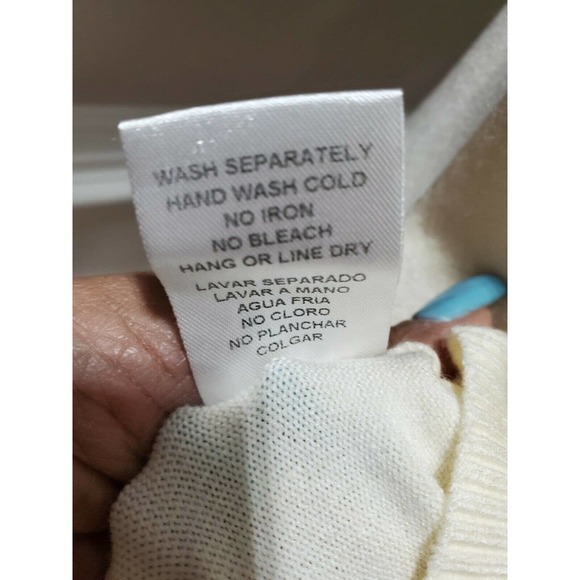 WASH SEPARATELY
HAND WASH COLD
NO IRON
NO BLEACH
HANG OR LINE DRY
LAVAR SEPARADO
LAVAR A MANO
AGUA FRIA
NO CLORO
NO PLANCHAR
COLGAR